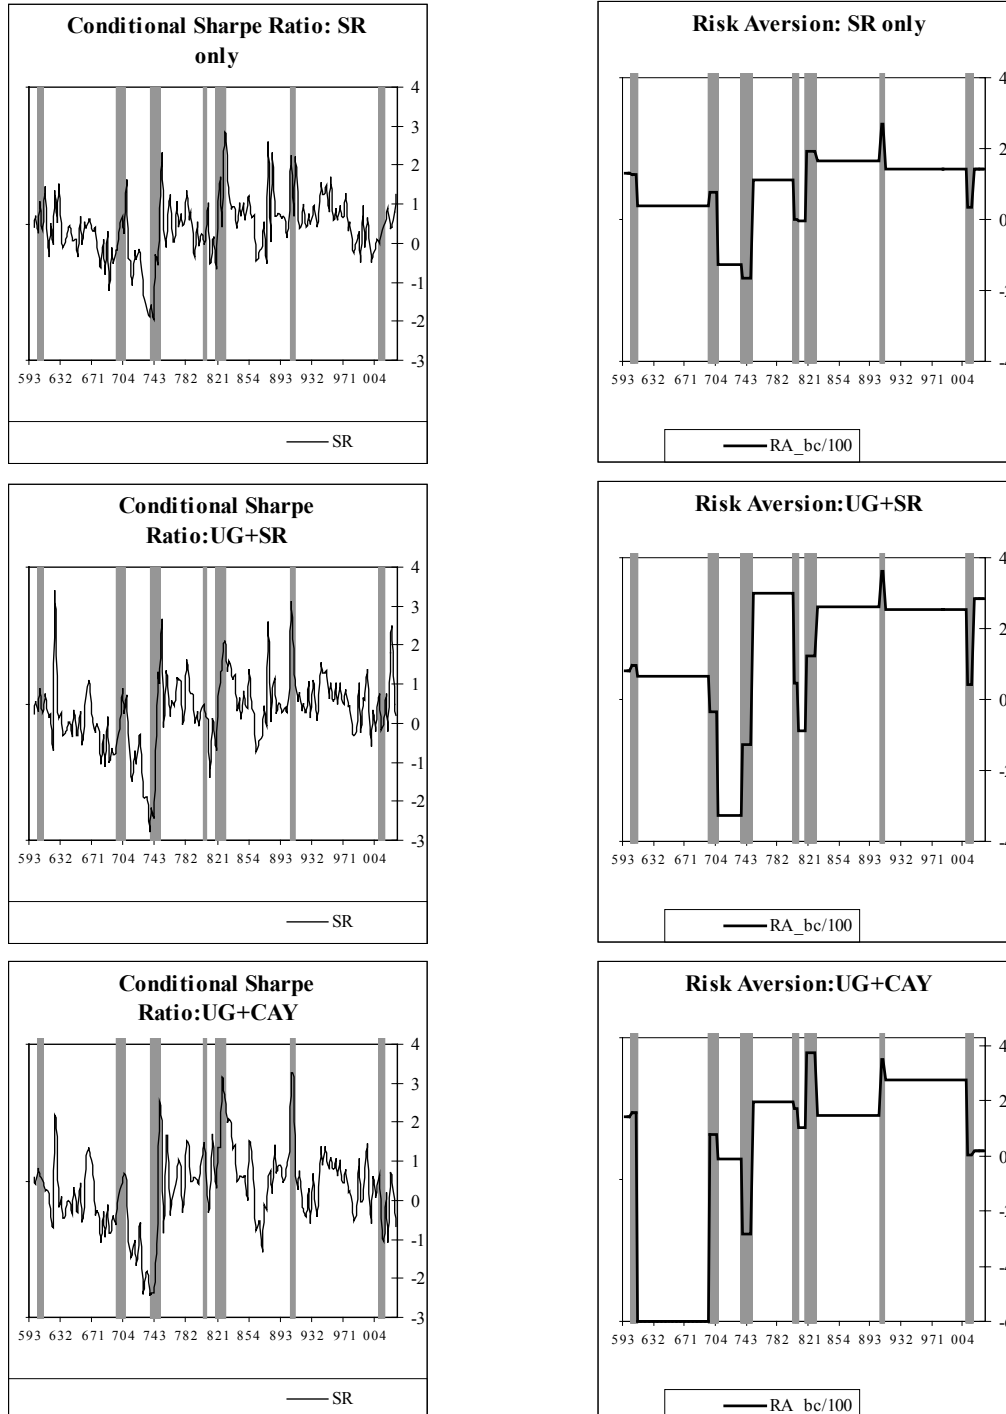 Conditional Sharpe Ratio: SR
only
4
3
2
1
0
-1
-2
-3
593 632 671 704 743 782 821 854 893 932 971 004
SR
Risk Aversion: SR only
4
2
0
593 632 671 704 743 782 821 854 893 932 971 004
RA_bc/100
Conditional Sharpe
Ratio:UG+SR
4
3
2
1
0
-1
-2
-3
593 632 671 704 743 782 821 854 893 932 971 004
SR
Risk Aversion:UG+SR
4
2
0
593 632 671 704 743 782 821 854 893 932 971 004
RA_bc/100
Conditional Sharpe
Ratio:UG+CAY
4
3
2
1
0
-1
-2
-3
593 632 671 704 743 782 821 854 893 932 971 004
SR
Risk Aversion:UG+CAY
4
2
0
593 632 671 704 743 782 821 854 893 932 971 004
RA_bc/100